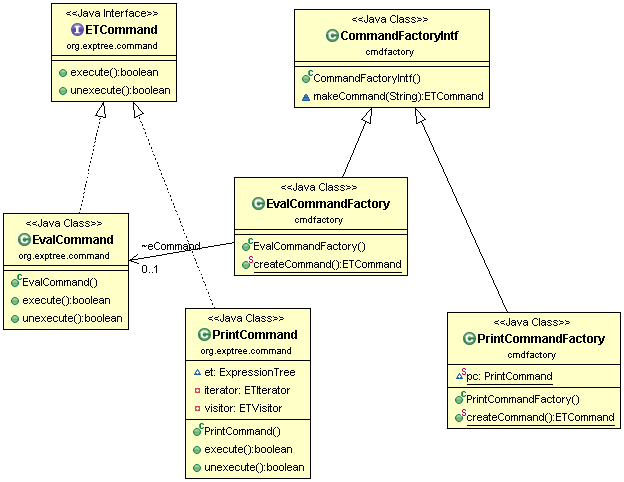 <<Java Interface>>
I ETCommand
org.exptree.command
execute():boolean
unexecute():boolean
<<Java Class>>
C CommandFactoryIntf
cmdfactory
C CommandFactoryIntf()
makeCommand(String):ETCommand
<<Java Class>>
C EvalCommandFactory
cmdfactory
C EvalCommandFactory()
S createCommand():ETCommand
<<Java Class>>
C EvalCommand
org.exptree.command
C EvalCommand()
execute():boolean
unexecute():boolean
~eCommand
0..1
<<Java Class>>
C PrintCommand
org.exptree.command
et: ExpressionTree
iterator: ETIterator
visitor: ETVisitor
C PrintCommand()
execute():boolean
unexecute():boolean
<<Java Class>>
C PrintCommandFactory
cmdfactory
S pc: PrintCommand
C PrintCommandFactory()
S createCommand():ETCommand